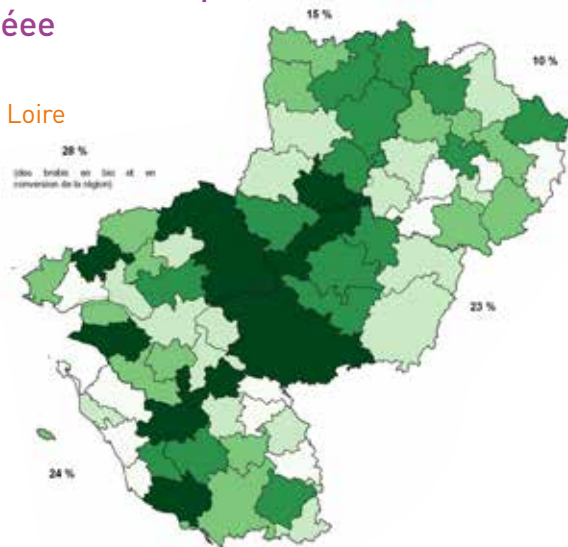 éee
Loire
15 %
10 %
28 %
(des brebis en bio et en
conversion de la région)
23 %
24 %